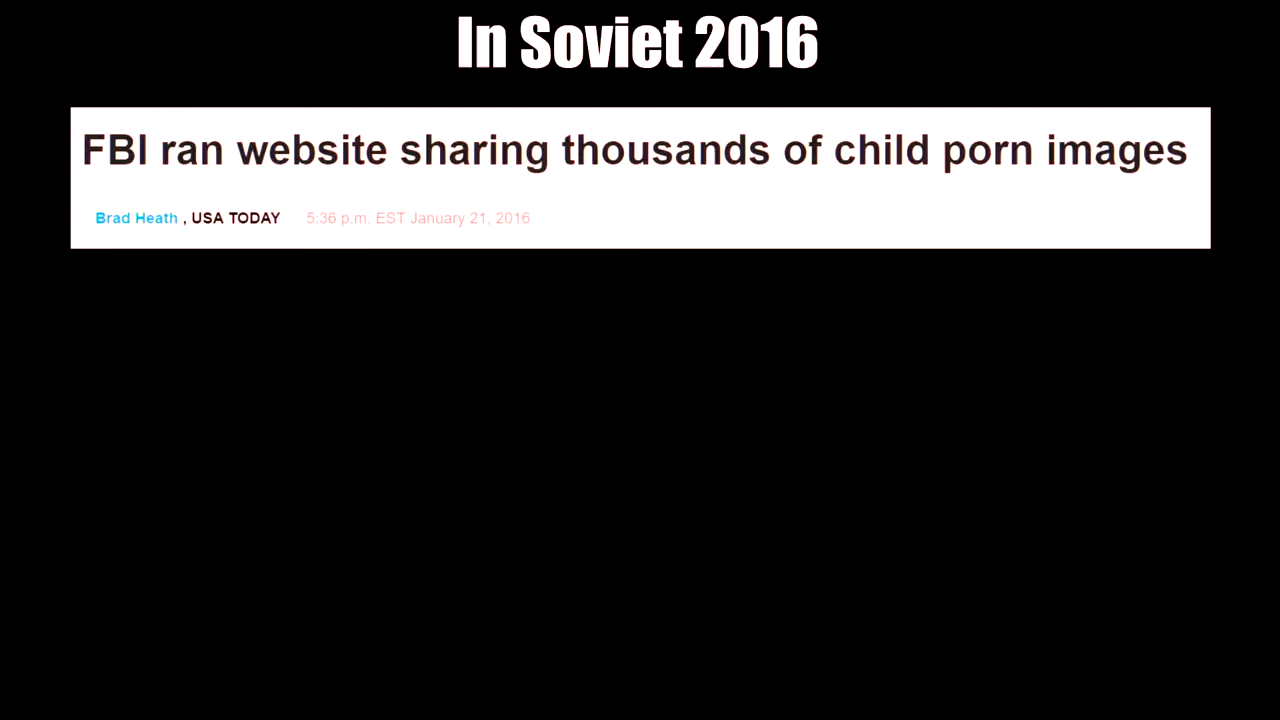 In Soviet 2016
FBI ran website sharing thousands of child porn images
Brad Heath , USA TODAY 5:36 p.m. EST January 21, 2016